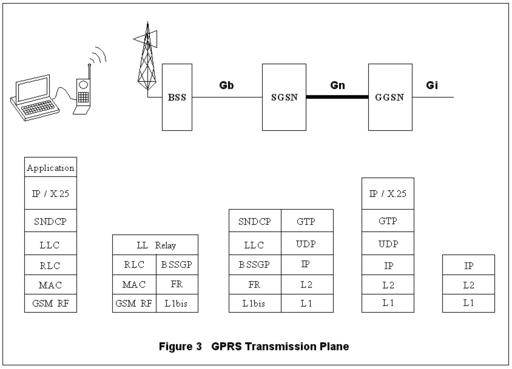 Gb Gn Gi
BSS SGSN GGSN
Application
IP / X.25 IP / X.25
SNDCP SNDCP GTP GTP
LLC LL Relay LLC UDP UDP
RLC RLC BSSGP BSSGP IP IP IP
MAC MAC FR FR L2 L2 L2
GSM RF GSM RF L1bis L1bis L1 L1 L1
Figure 3 GPRS Transmission Plane